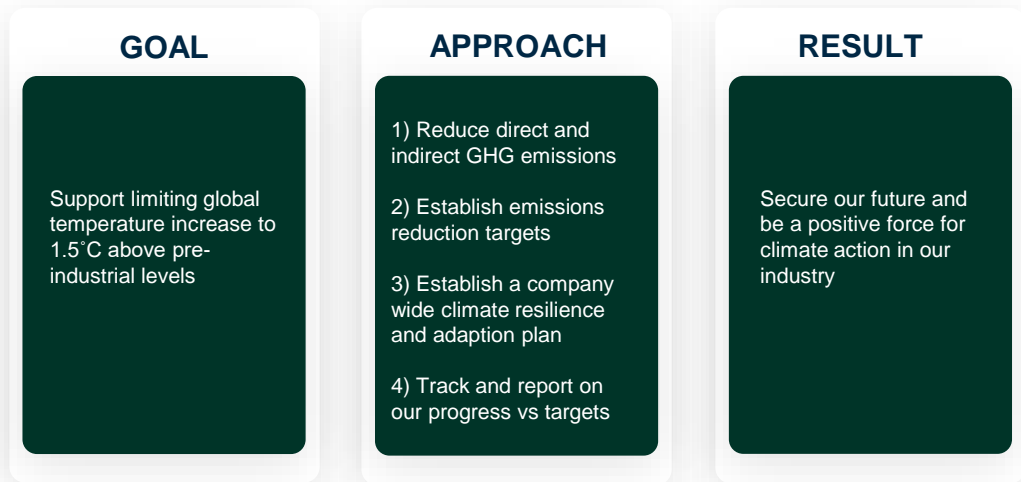 GOAL
Support limiting global
temperature increase to
1.5˚C above pre-
industrial levels
APPROACH
1) Reduce direct and
indirect GHG emissions
2) Establish emissions
reduction targets
3) Establish a company
wide climate resilience
and adaption plan
4) Track and report on
our progress vs targets
RESULT
Secure our future and
be a positive force for
climate action in our
industry